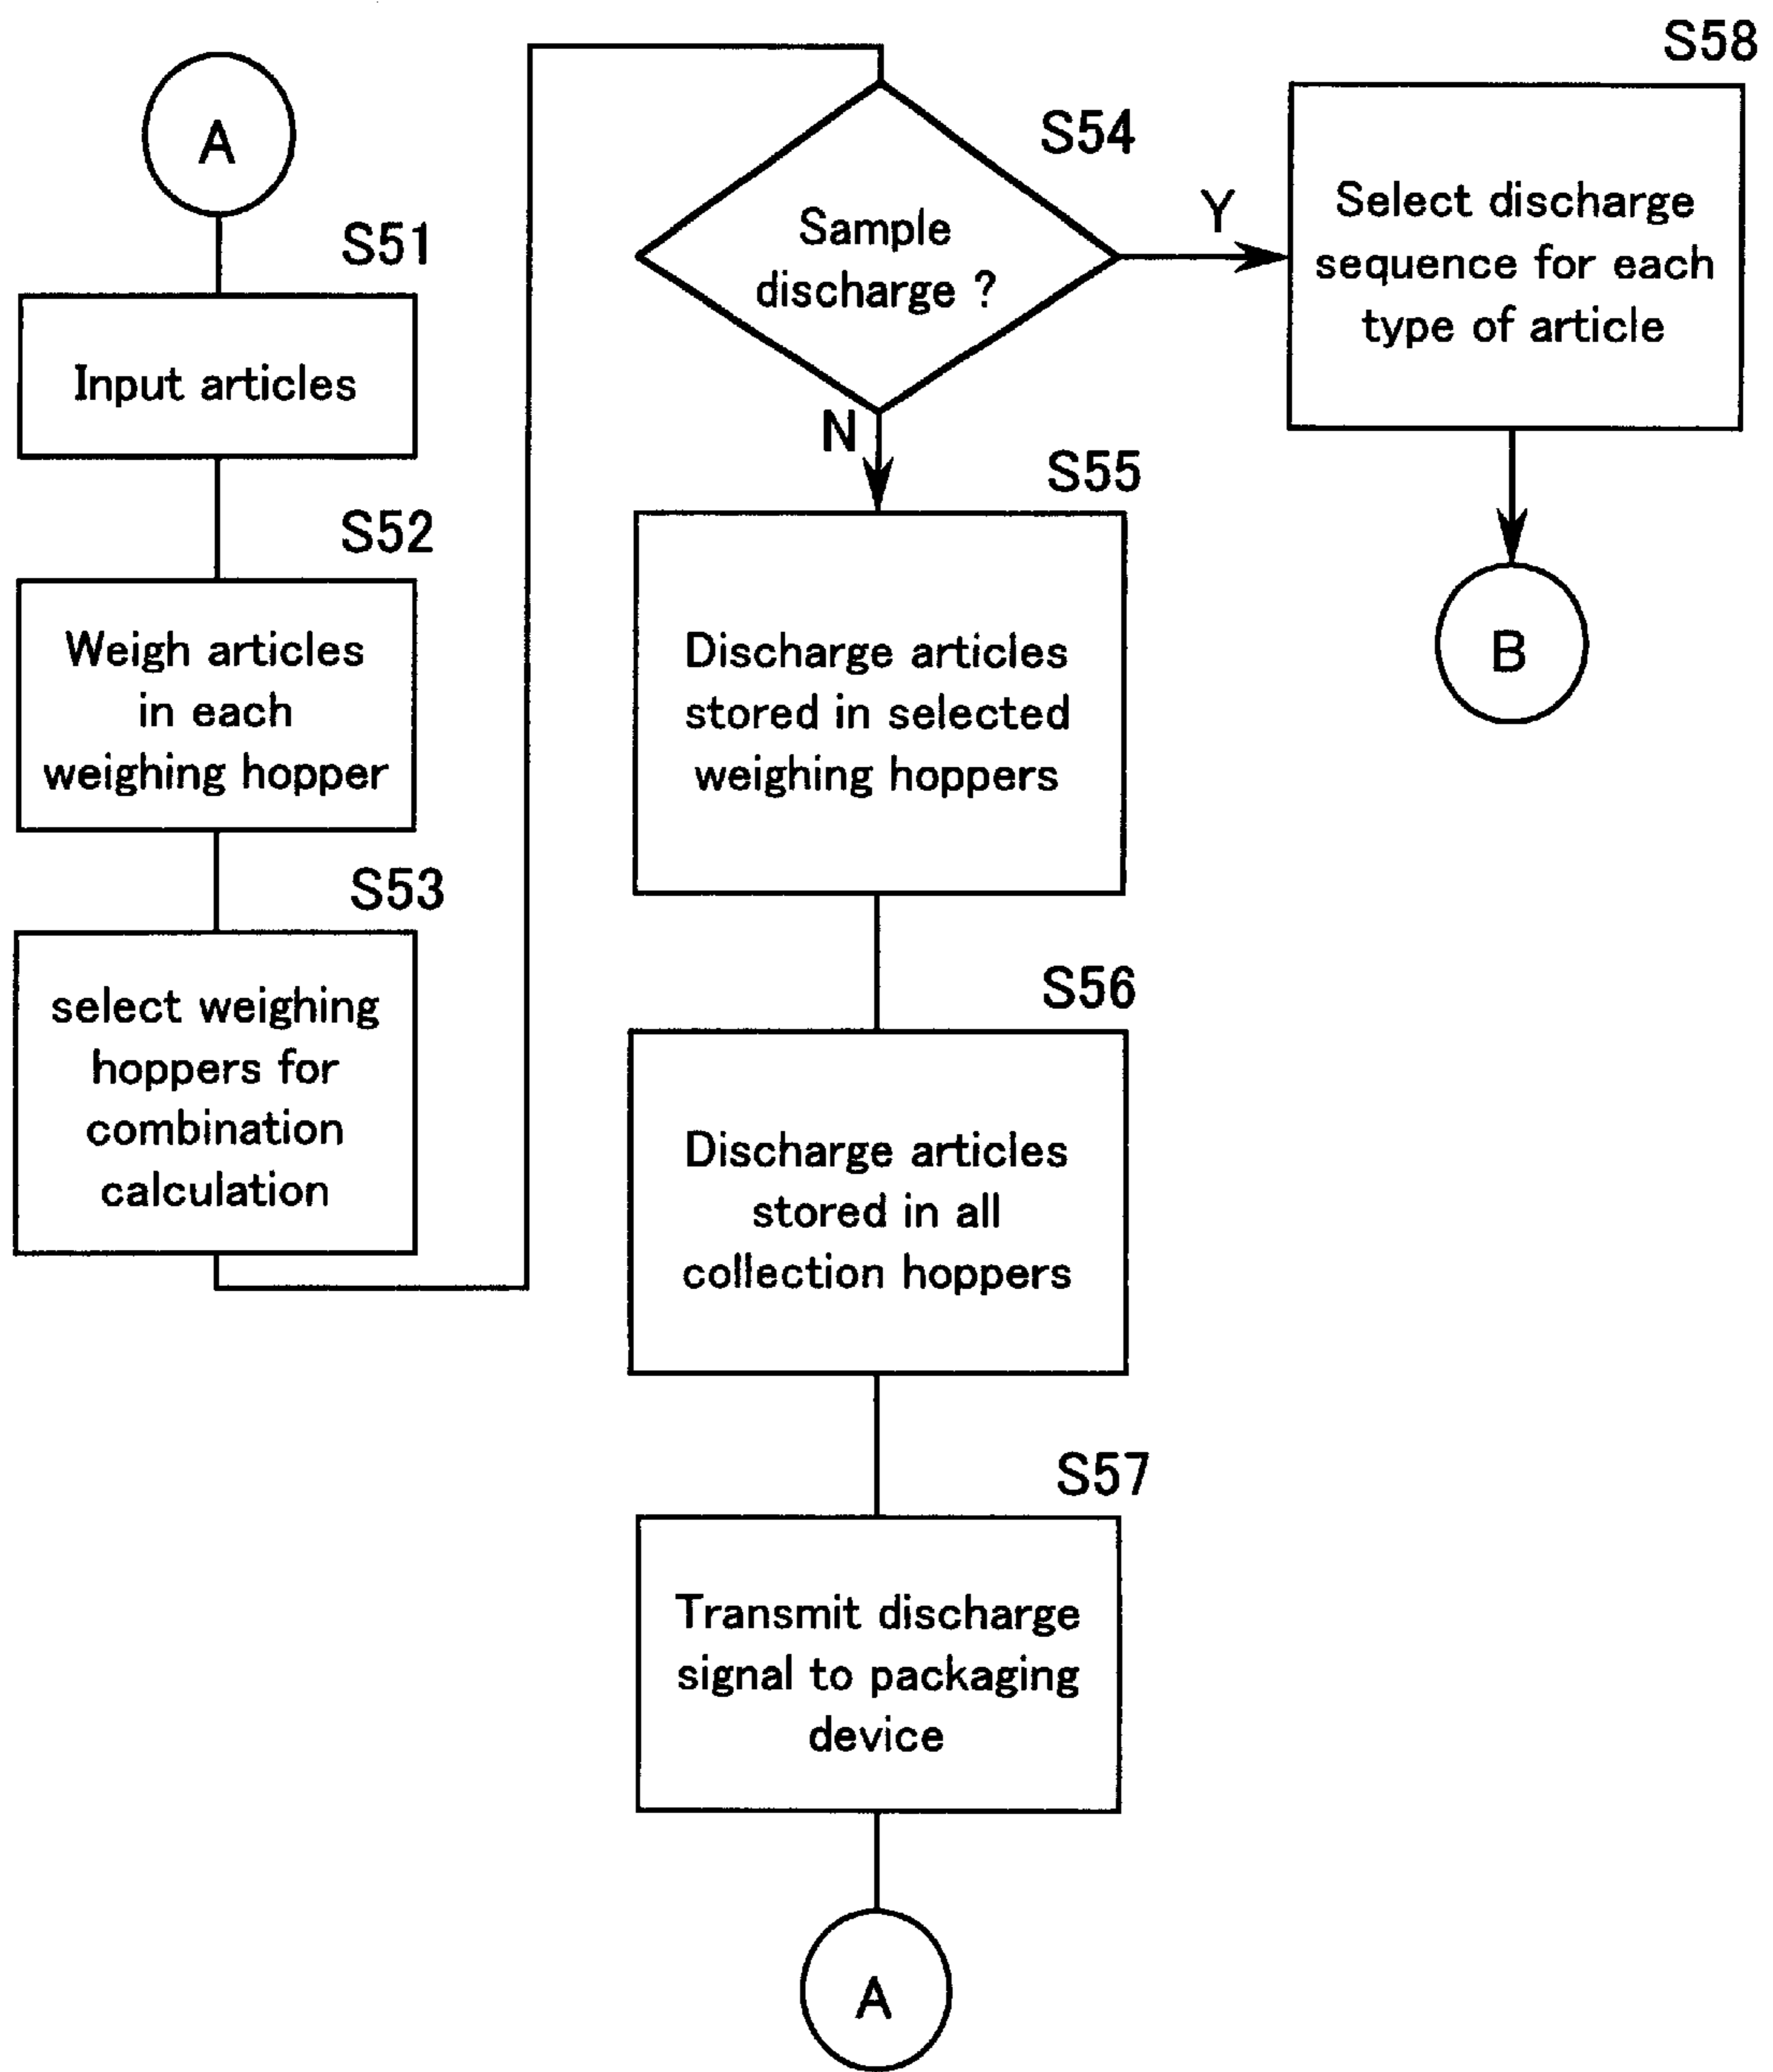 A
S51
Input articles
S52
Weigh articles
in each
weighing hopper
S53
select weighing
hoppers for
combination
calculation
S54
Sample
discharge ?
Y
N
S55
Discharge articles
stored in selected
weighing hoppers
S56
Discharge articles
stored in all
collection hoppers
S57
Transmit discharge
signal to packaging
device
A
S58
Select discharge
sequence for each
type of article
B